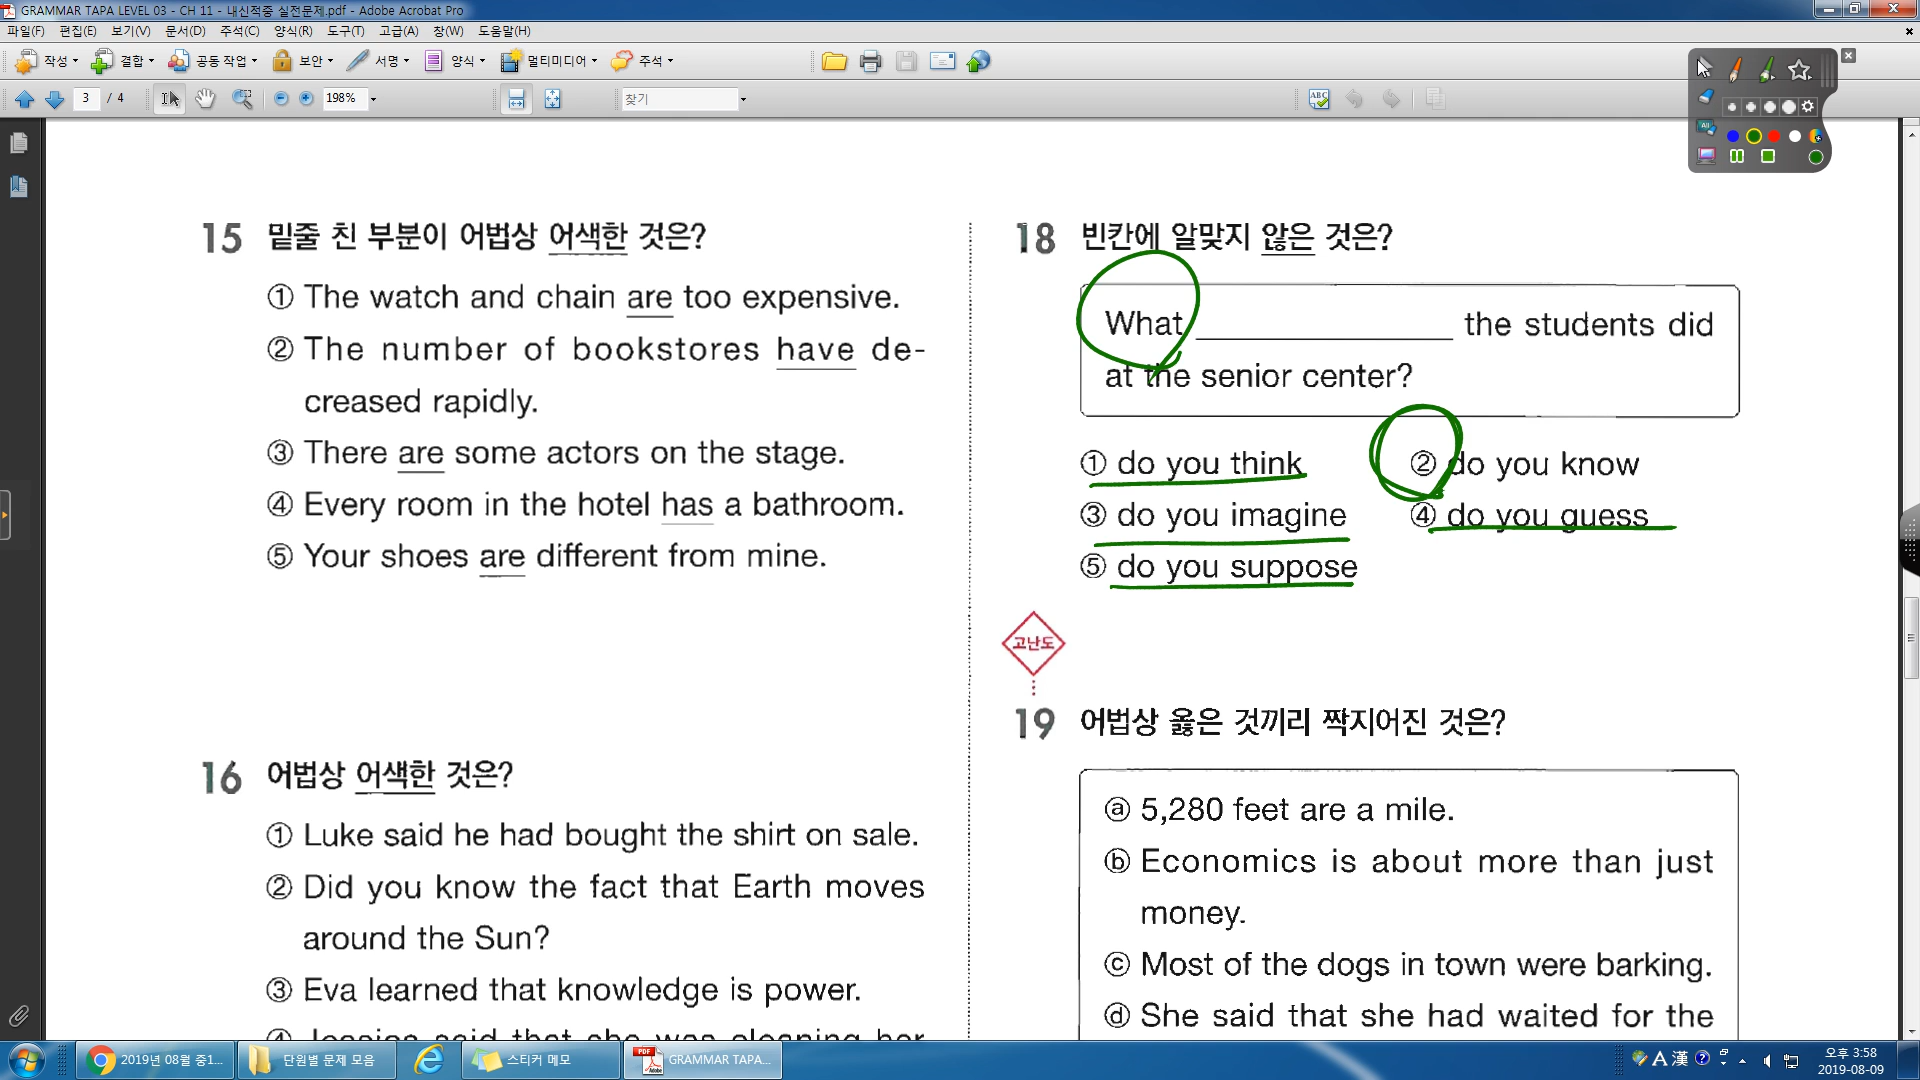 GRAMMAR TAPA LEVEL 03 - CH 11 - 내신적중 실전문제.pdf - Adobe Acrobat Pro
파일(F) 편집(E) 보기(V) 문서(D) 주석(C) 양식(R) 도구(T) 고급(A) 창(W) 도움말(H)
작성 결합 공동 작업 보안 서명 양식 멀티미디어 주석
3 / 4 198% 찾기
15 밑줄 친 부분이 어법상 어색한 것은?
① The watch and chain are too expensive.
② The number of bookstores have de-
creased rapidly.
③ There are some actors on the stage.
④ Every room in the hotel has a bathroom.
⑤ Your shoes are different from mine.
16 어법상 어색한 것은?
① Luke said he had bought the shirt on sale.
② Did you know the fact that Earth moves
around the Sun?
③ Eva learned that knowledge is power.
④ Jessica said that she was cleaning her
18 빈칸에 알맞지 않은 것은?
What ____________ the students did
at the senior center?
① do you think ② do you know
③ do you imagine ④ do you guess
⑤ do you suppose
고난도
19 어법상 옳은 것끼리 짝지어진 것은?
ⓐ 5,280 feet are a mile.
ⓑ Economics is about more than just
money.
ⓒ Most of the dogs in town were barking.
ⓓ She said that she had waited for the
2019년 08월 중1... 단원별 문제 모음 스티커 메모 GRAMMAR TAPA...
A 漢
오후 3:58
2019-08-09